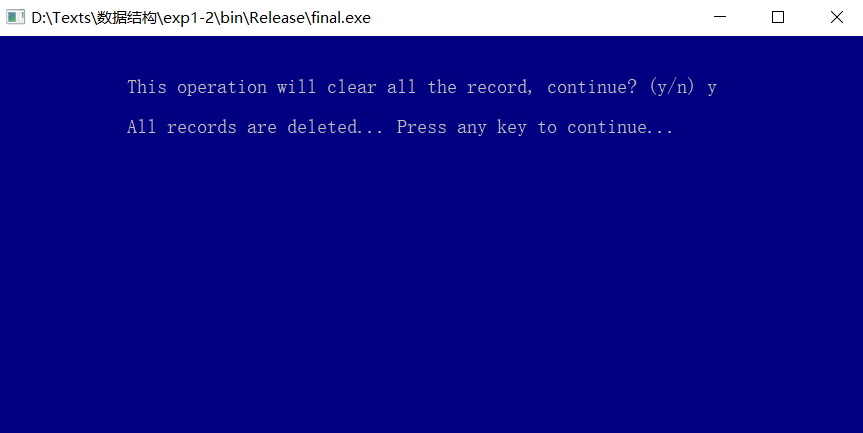 D:\Texts\数据结构\exp1-2\bin\Release\final.exe
This operation will clear all the record, continue? (y/n) y
All records are deleted... Press any key to continue...